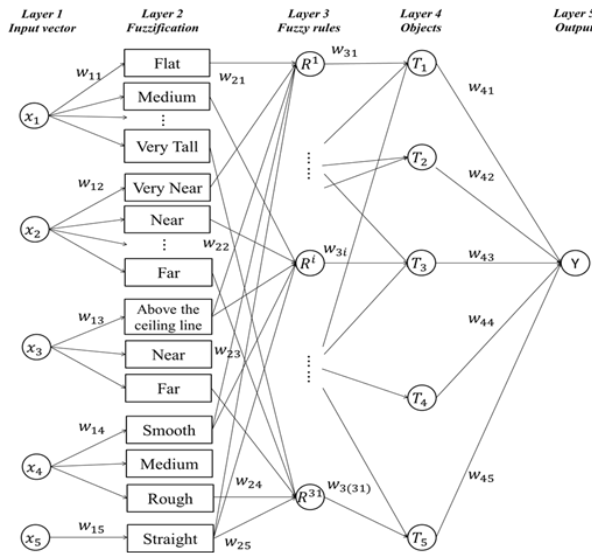 Layer 1 Layer 2 Layer 3 Layer 4 Layer 5
Input vector Fuzzification Fuzzy rules Objects Output
w11
Flat
w21
R1
w31
T1
Medium
x1
...
Very Tall
w41
w12
Very Near
T2
w42
x2
Near
...
w22
Far
Ri
w3i
T3
w43
Y
w13
Above the
ceiling line
w23
x3
Near
Far
w44
T4
w14
Smooth
x4
Medium
Rough
w24
R31
w3(31)
w45
x5
w15
Straight
w25
T5